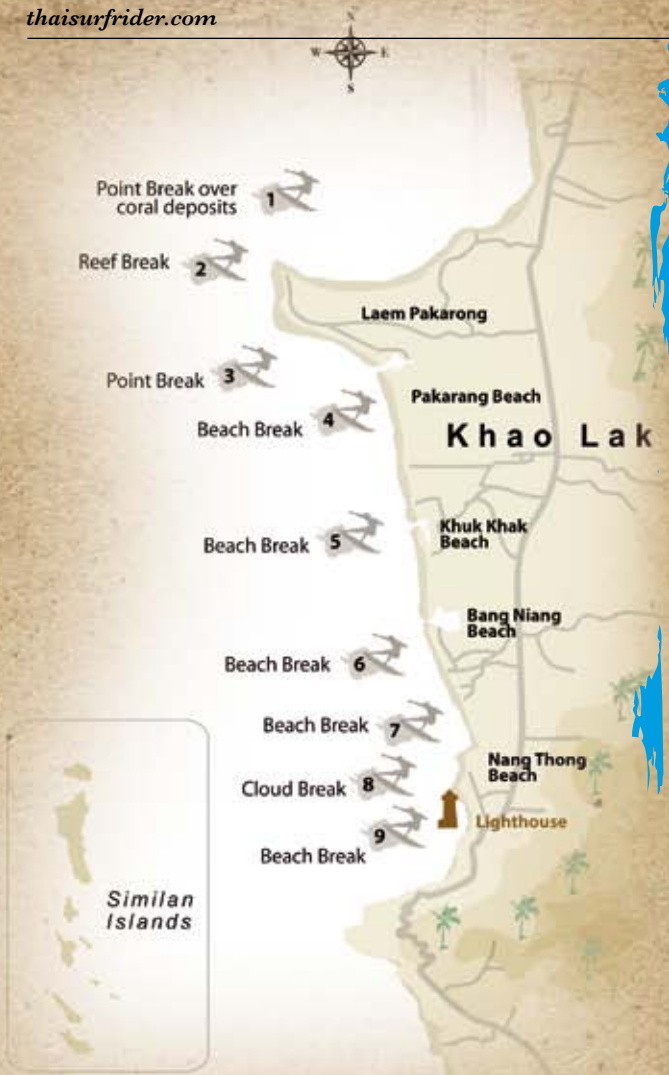 thaisurfrider.com
N
W
E
S
Point Break over
coral deposits
1
Reef Break
2
Laem Pakarong
Point Break
3
Pakarang Beach
Beach Break
4
Khao Lak
Khuk Khak
Beach
Beach Break
5
Bang Niang
Beach
Beach Break
6
Beach Break
7
Nang Thong
Beach
Cloud Break
8
Lighthouse
9
Beach Break
Similan
Islands